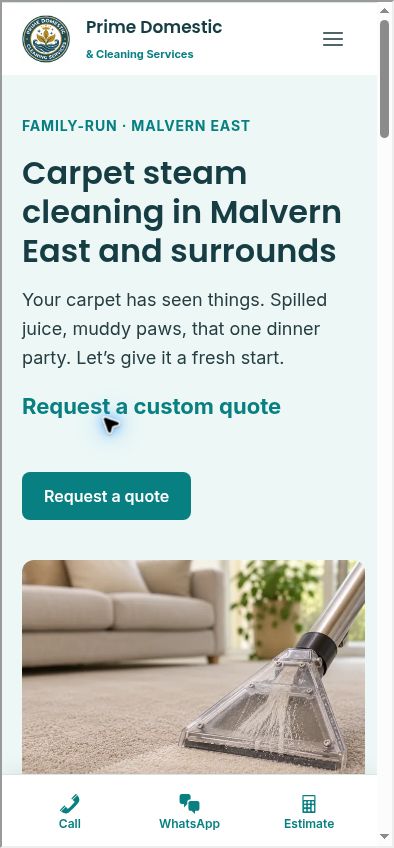 Prime Domestic
& Cleaning Services
FAMILY-RUN · MALVERN EAST
Carpet steam
cleaning in Malvern
East and surrounds
Your carpet has seen things. Spilled
juice, muddy paws, that one dinner
party. Let’s give it a fresh start.
Request a custom quote
Request a quote
Call
WhatsApp
Estimate